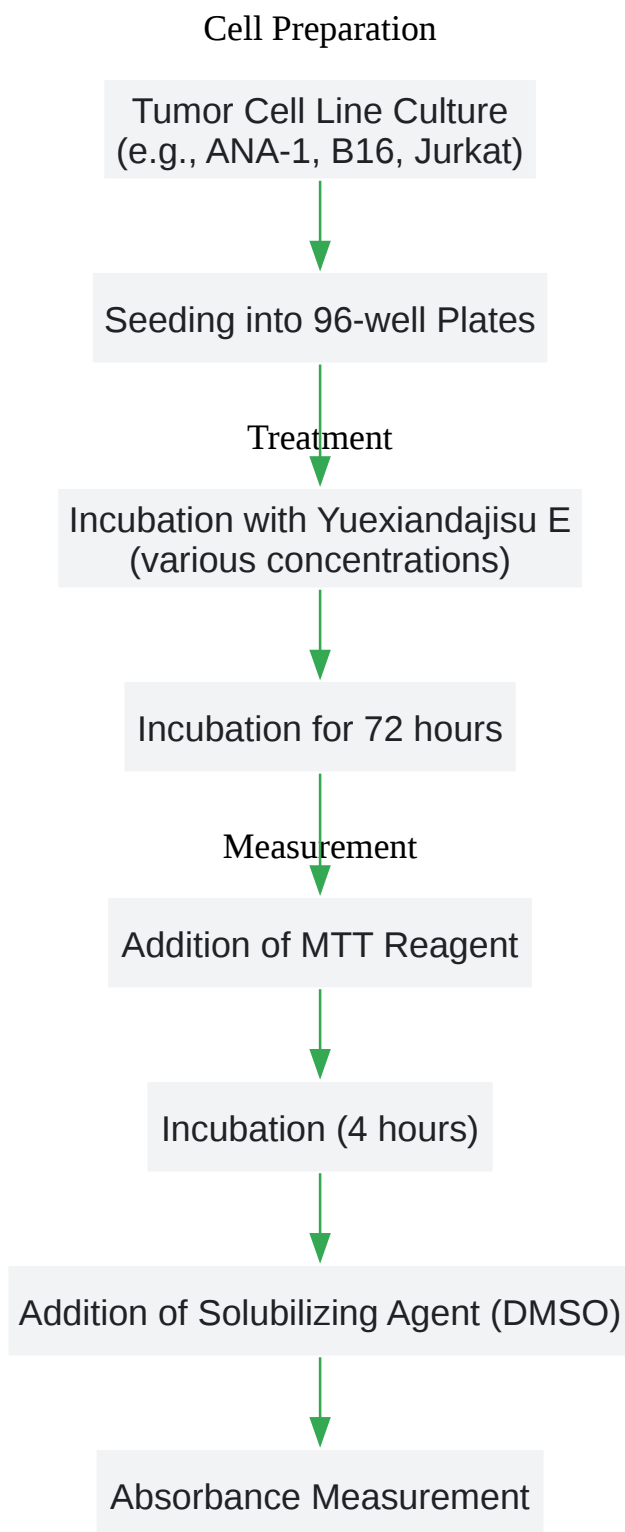 Cell Preparation
Tumor Cell Line Culture
(e.g., ANA-1, B16, Jurkat)
Seeding into 96-well Plates
Treatment
Incubation with Yuexiandajisu E
(various concentrations)
Incubation for 72 hours
Measurement
Addition of MTT Reagent
Incubation (4 hours)
Addition of Solubilizing Agent (DMSO)
Absorbance Measurement